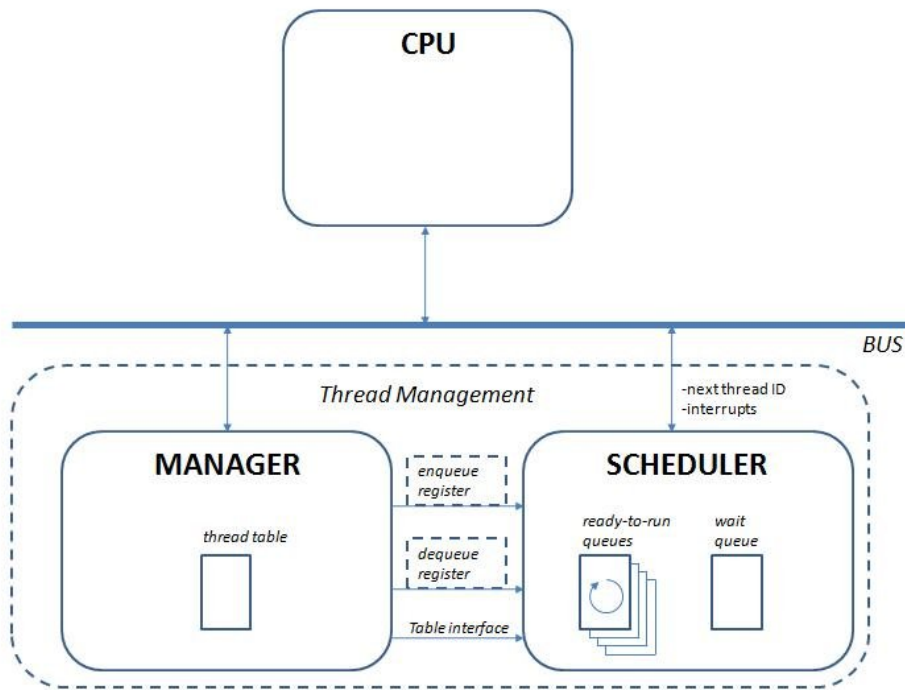 CPU
BUS
Thread Management
-next thread ID
-interrupts
MANAGER
SCHEDULER
enqueue
register
thread table
ready-to-run
queues
wait
queue
dequeue
register
Table interface